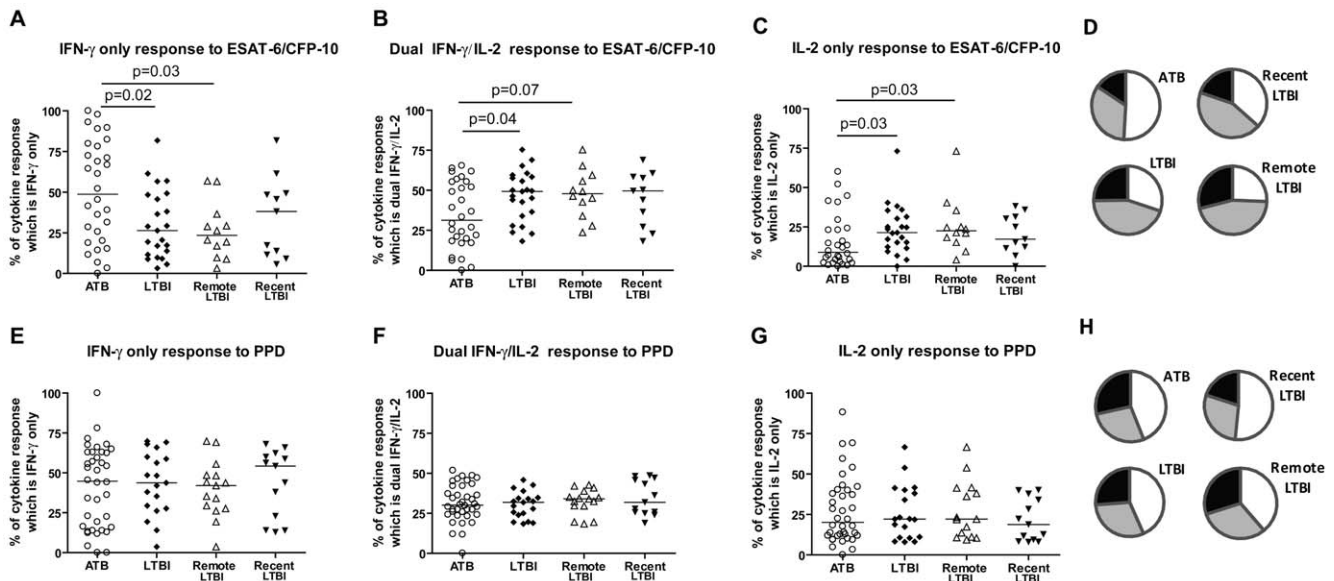 A
IFN-γ only response to ESAT-6/CFP-10
p=0.03
p=0.02
% of cytokine response
which is IFN-γ only
100
75
50
25
0
ATB
LTBI
Remote
LTBI
Recent
LTBI
B
Dual IFN-γ/IL-2 response to ESAT-6/CFP-10
p=0.07
p=0.04
% of cytokine response
which is dual IFN-γ/IL-2
100
75
50
25
0
ATB
LTBI
Remote
LTBI
Recent
LTBI
C
IL-2 only response to ESAT-6/CFP-10
p=0.03
p=0.03
% of cytokine response
which is IL-2 only
100
75
50
25
0
ATB
LTBI
Remote
LTBI
Recent
LTBI
D
ATB
Recent
LTBI
LTBI
Remote
LTBI
E
IFN-γ only response to PPD
% of cytokine response
which is IFN-γ only
100
75
50
25
0
ATB
LTBI
Remote
LTBI
Recent
LTBI
F
Dual IFN-γ/IL-2 response to PPD
% of cytokine response
which is dual IFN-γ/IL-2
100
75
50
25
0
ATB
LTBI
Remote
LTBI
Recent
LTBI
G
IL-2 only response to PPD
% of cytokine response
which is IL-2 only
100
75
50
25
0
ATB
LTBI
Remote
LTBI
Recent
LTBI
H
ATB
Recent
LTBI
LTBI
Remote
LTBI